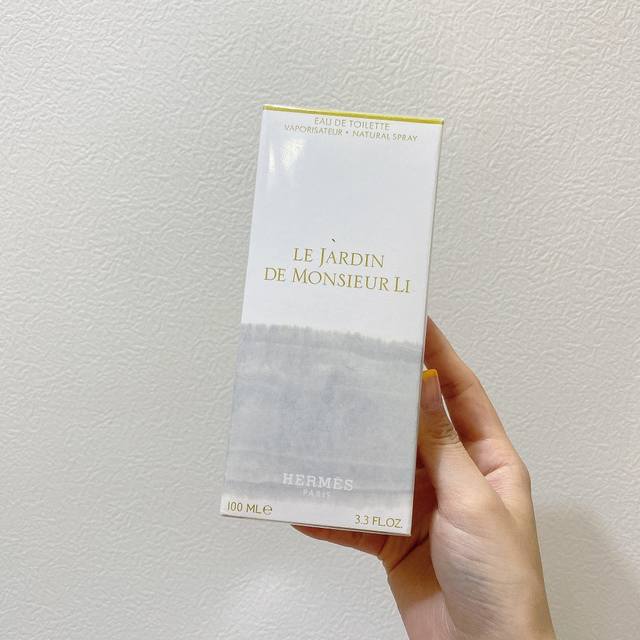 EAU DE TOILETTE
VAPORISATEUR • NATURAL SPRAY
LE JARDIN
DE MONSIEUR LI
HERMÈS
PARIS
100 ML℮
3.3 FL.OZ.